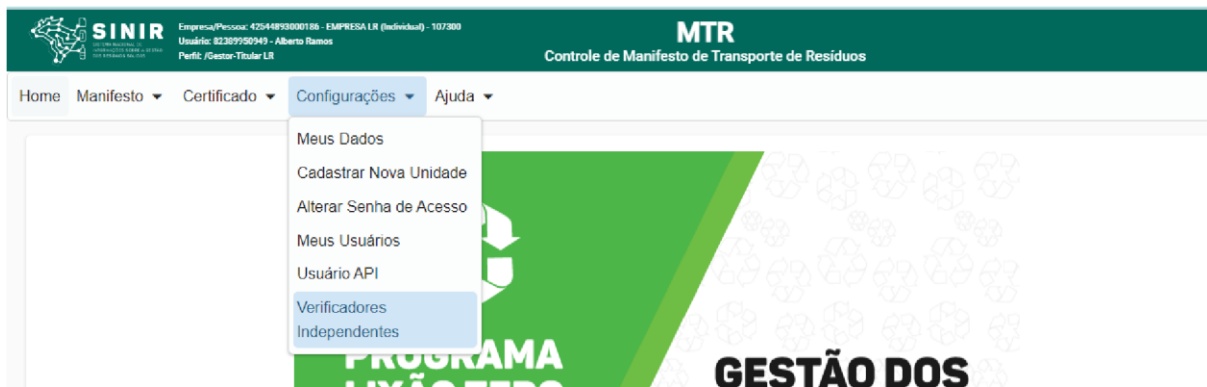 SINIR
Empresa/Pessoa: 42544893000186 - EMPRESA LR (Individual) - 107300
Usuário: 82389950949 - Alberto Ramos
Perfil: /Gestor-Titular LR
MTR
Controle de Manifesto de Transporte de Resíduos
Home Manifesto Certificado Configurações Ajuda
Meus Dados
Cadastrar Nova Unidade
Alterar Senha de Acesso
Meus Usuários
Usuário API
Verificadores
Independentes
PROGRAMA
LIXÃO ZERO
GESTÃO DOS